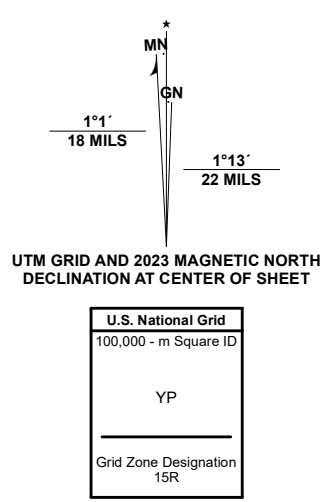 MN
GN
1°1´
18 MILS
1°13´
22 MILS
UTM GRID AND 2023 MAGNETIC NORTH
DECLINATION AT CENTER OF SHEET
U.S. National Grid
100,000 - m Square ID
YP
Grid Zone Designation
15R